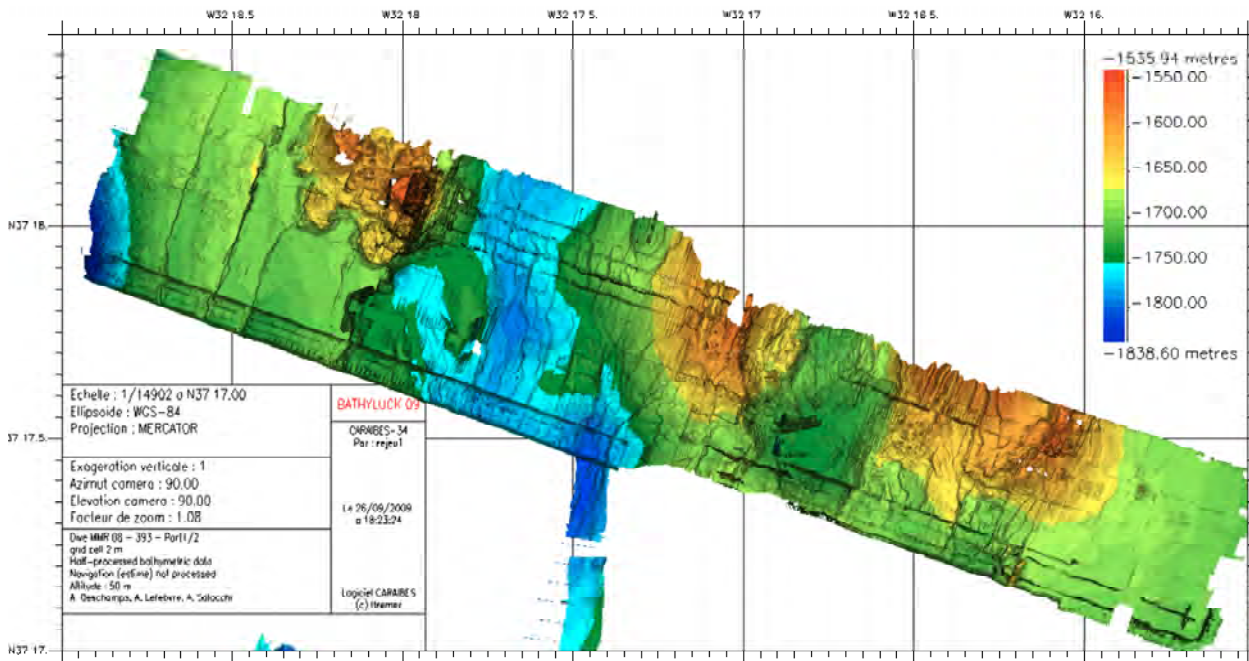 W32 18.5
W32 18
W32 17 5.
W32 17
W32 16 5.
W32 16.
N37 18.
37 17.5
N37 17.
-1535.94 metres
-1550.00
-1600.00
-1650.00
-1700.00
-1750.00
-1800.00
-1838.60 metres
Echelle : 1/14902 a N37 17.00
Ellipsoide : WGS-84
Projection : MERCATOR
Exageration verticale : 1
Azimut camera : 90.00
Elevation camera : 90.00
Facteur de zoom : 1.08
Dive MMR 08 - 393 - Part1/2
grid cell 2 m
Half-processed bathymetric data
Navigation (estime) not processed
Altitude : 50 m
A. Deschamps, A. Lefebvre, A.
BATHYLUCK 09
CARAIBES-34
Par : rejeu1
Le 26/09/2009
a 18:23:24
Logiciel CARAIBES
(c) Ifremer